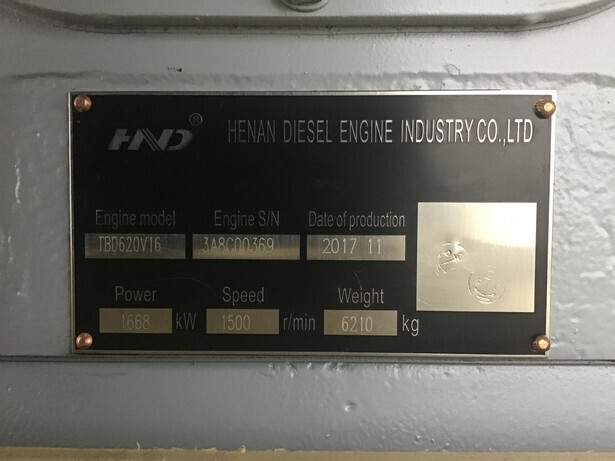 HND® HENAN DIESEL ENGINE INDUSTRY CO.,LTD
Engine model Engine S/N Date of production
TBD620V16 3A8C00369 2017 11
Power Speed Weight
1668 kW 1500 r/min 6210 kg